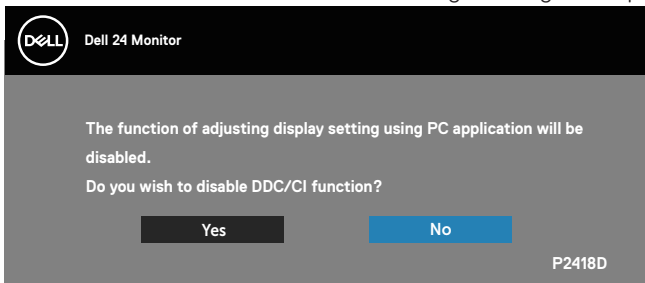 DELL
Dell 24 Monitor
The function of adjusting display setting using PC application will be
disabled.
Do you wish to disable DDC/CI function?
Yes
No
P2418D